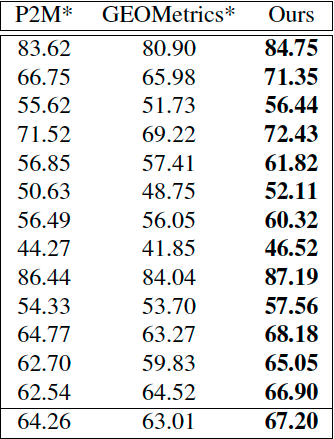 P2M* GEOMetrics* Ours
83.62 80.90 84.75
66.75 65.98 71.35
55.62 51.73 56.44
71.52 69.22 72.43
56.85 57.41 61.82
50.63 48.75 52.11
56.49 56.05 60.32
44.27 41.85 46.52
86.44 84.04 87.19
54.33 53.70 57.56
64.77 63.27 68.18
62.70 59.83 65.05
62.54 64.52 66.90
64.26 63.01 67.20